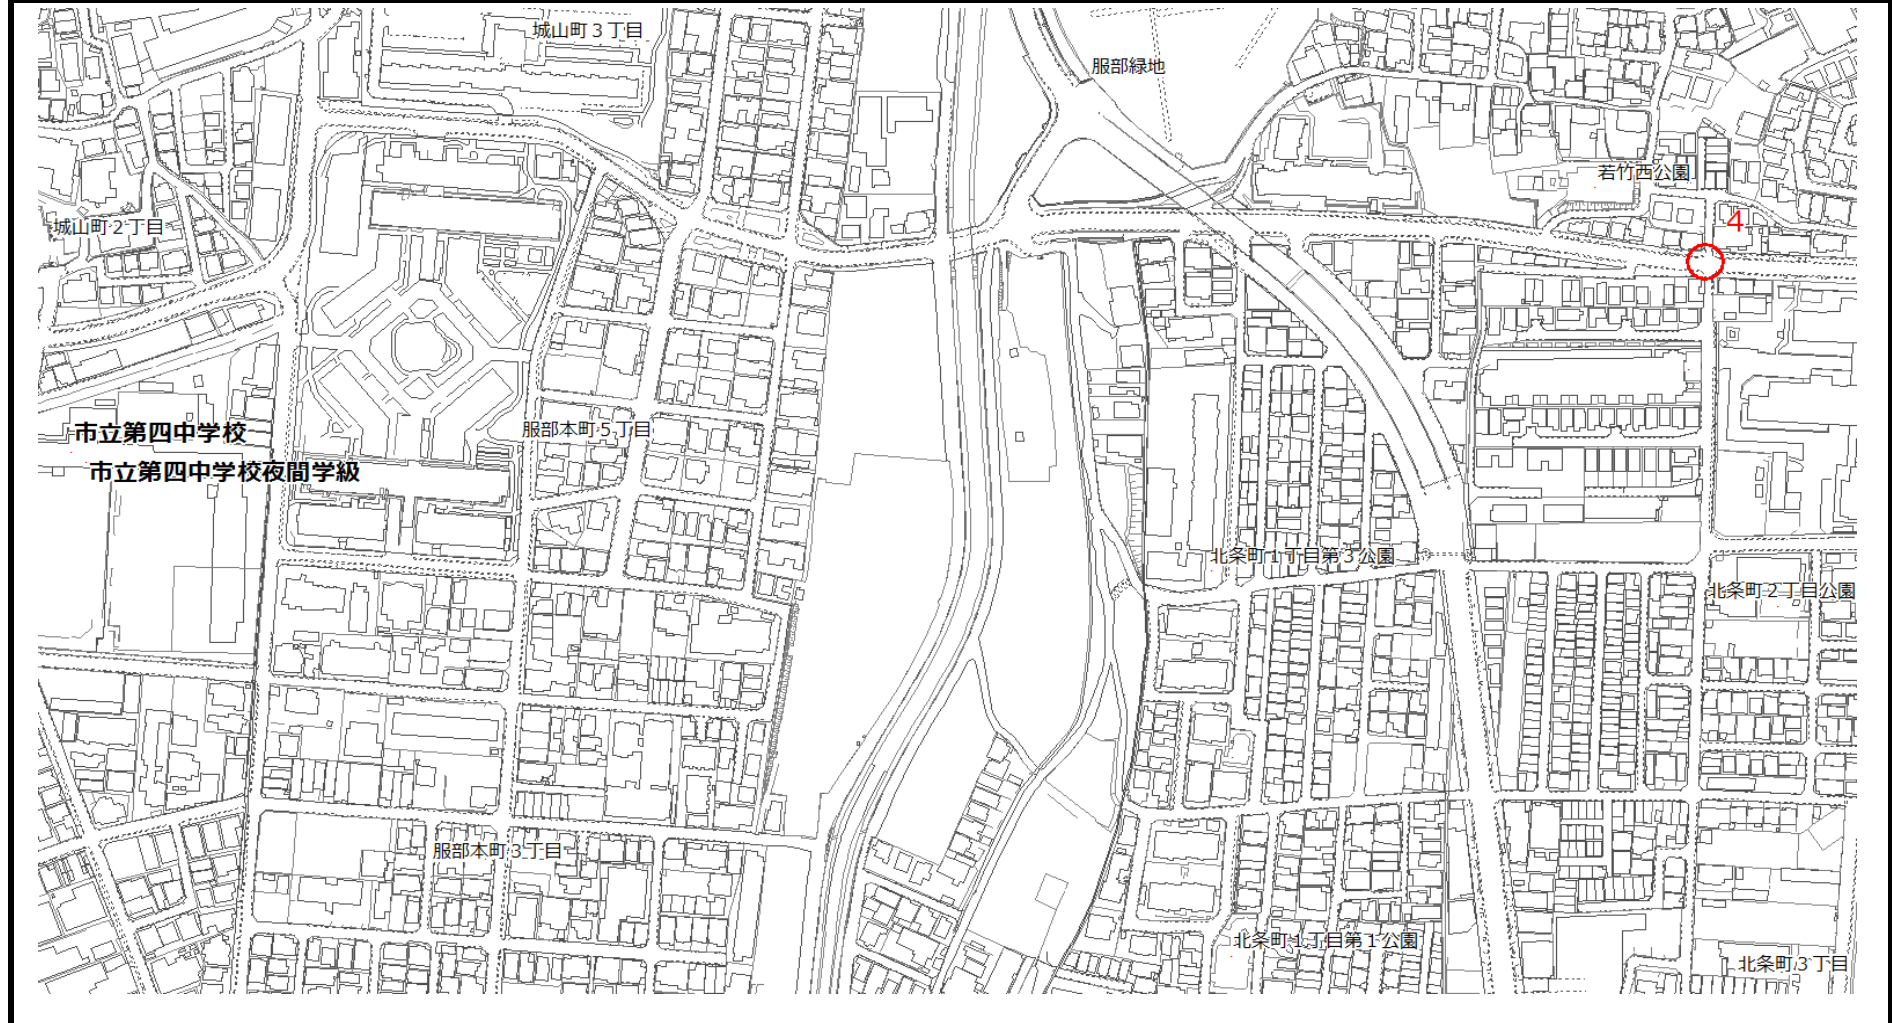 城山町３丁目
服部緑地
若竹西公園
4
城山町２丁目
市立第四中学校
服部本町５丁目
市立第四中学校夜間学級
北条町１丁目第３公園
北条町２丁目公園
服部本町３丁目
北条町１丁目第１公園
北条町３丁目